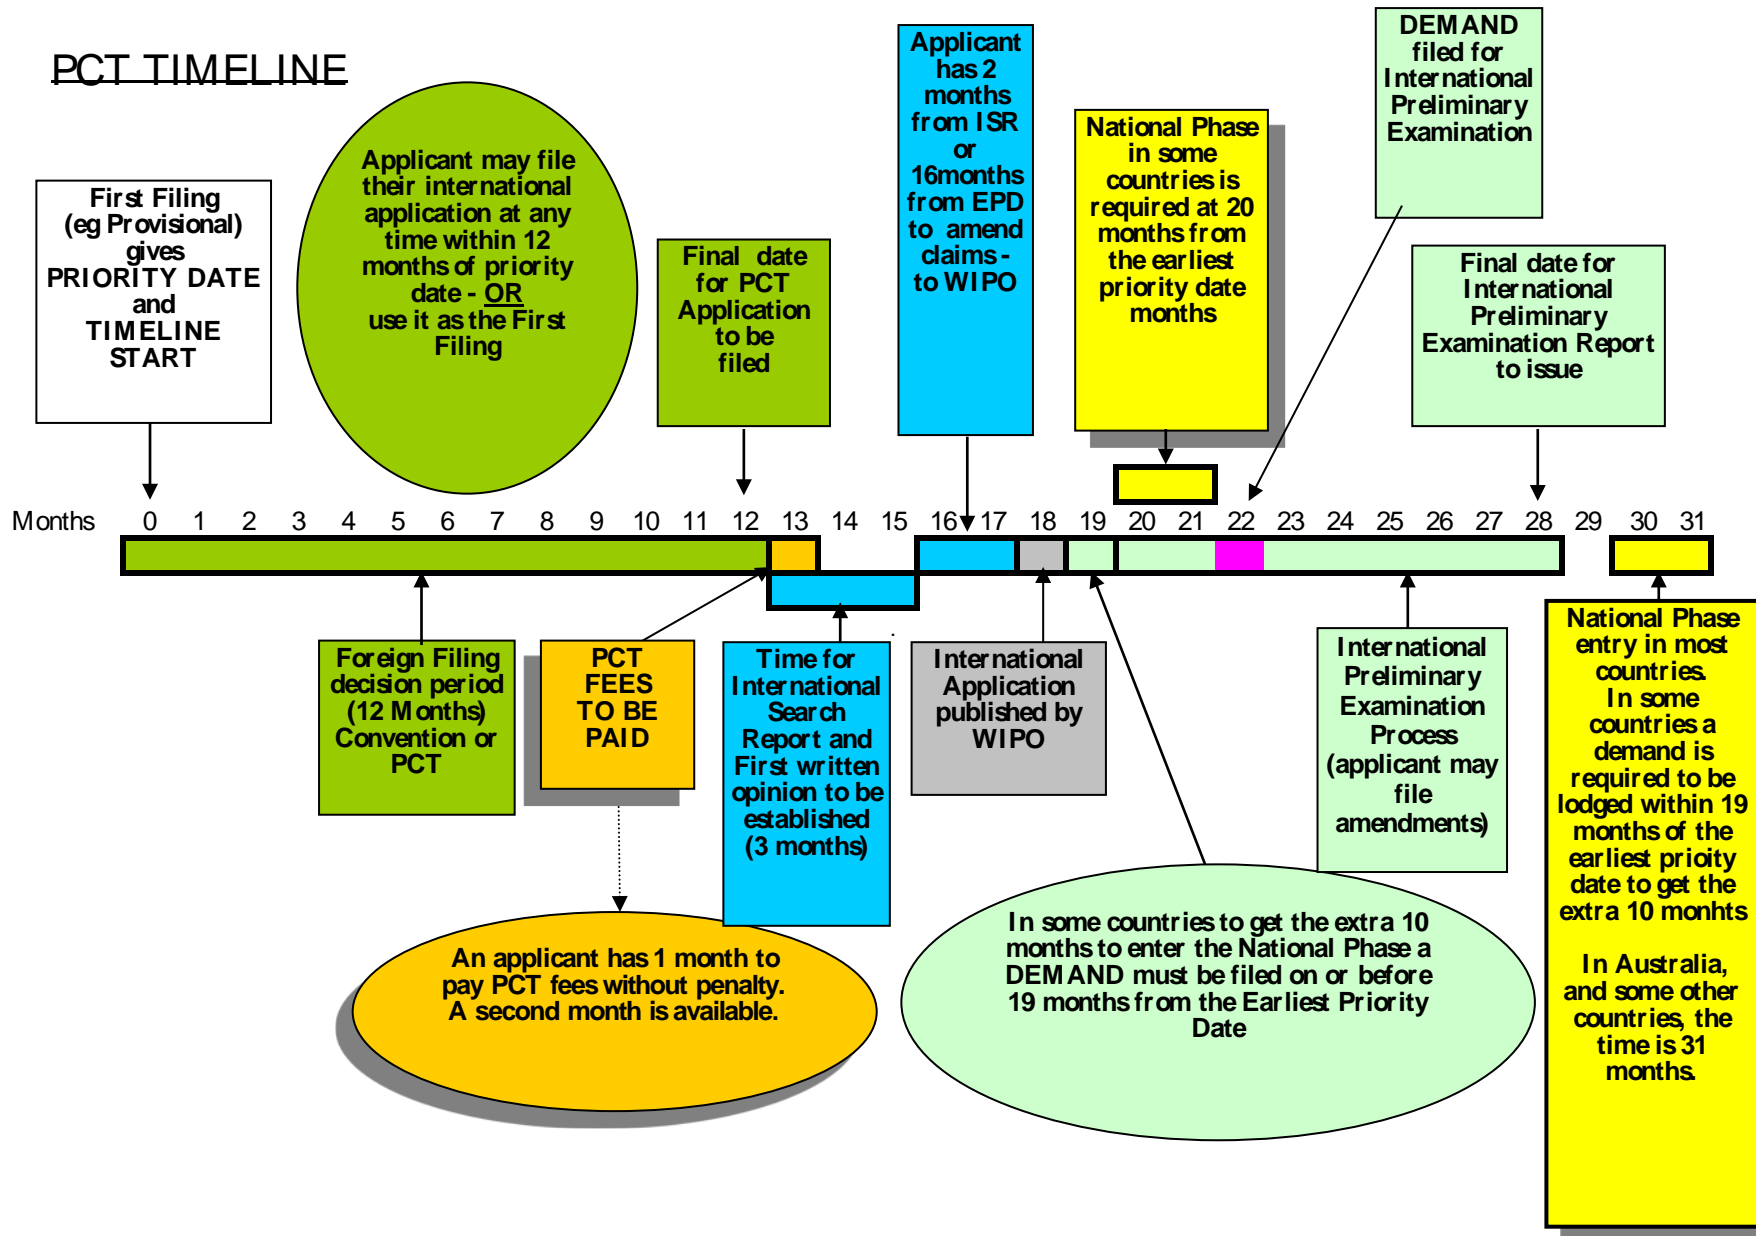 PCT TIMELINE
First Filing
(eg Provisional)
gives
PRIORITY DATE
and
TIMELINE
START
Applicant may file
their international
application at any
time within 12
months of priority
date - OR
use it as the First
Filing
Final date
for PCT
Application
to be
filed
Applicant
has 2
months
from ISR
or
16months
from EPD
to amend
claims -
to WIPO
National Phase
in some
countries is
required at 20
months from
the earliest
priority date
months
DEMAND
filed for
International
Preliminary
Examination
Final date for
International
Preliminary
Examination Report
to issue
Months 0 1 2 3 4 5 6 7 8 9 10 11 12 13 14 15 16 17 18 19 20 21 22 23 24 25 26 27 28 29 30 31
Foreign Filing
decision period
(12 Months)
Convention or
PCT
PCT
FEES
TO BE
PAID
Time for
International
Search
Report and
First written
opinion to be
established
(3 months)
International
Application
published by
WIPO
International
Preliminary
Examination
Process
(applicant may
file
amendments)
National Phase
entry in most
countries.
In some
countries a
demand is
required to be
lodged within 19
months of the
earliest prioity
date to get the
extra 10 monhts
In Australia,
and some other
countries, the
time is 31
months.
An applicant has 1 month to
pay PCT fees without penalty.
A second month is available.
In some countries to get the extra 10
months to enter the National Phase a
DEMAND must be filed on or before
19 months from the Earliest Priority
Date